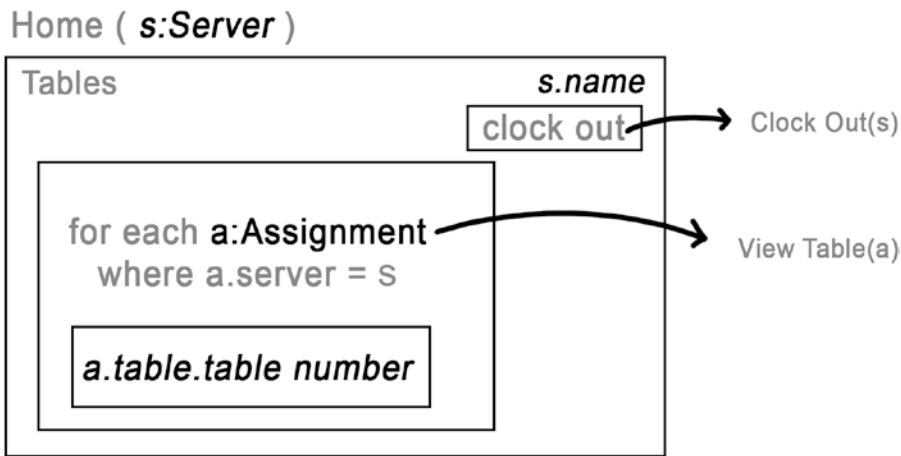 Home ( s:Server )
Tables
s.name
clock out
Clock Out(s)
for each a:Assignment
where a.server = s
View Table(a)
a.table.table number